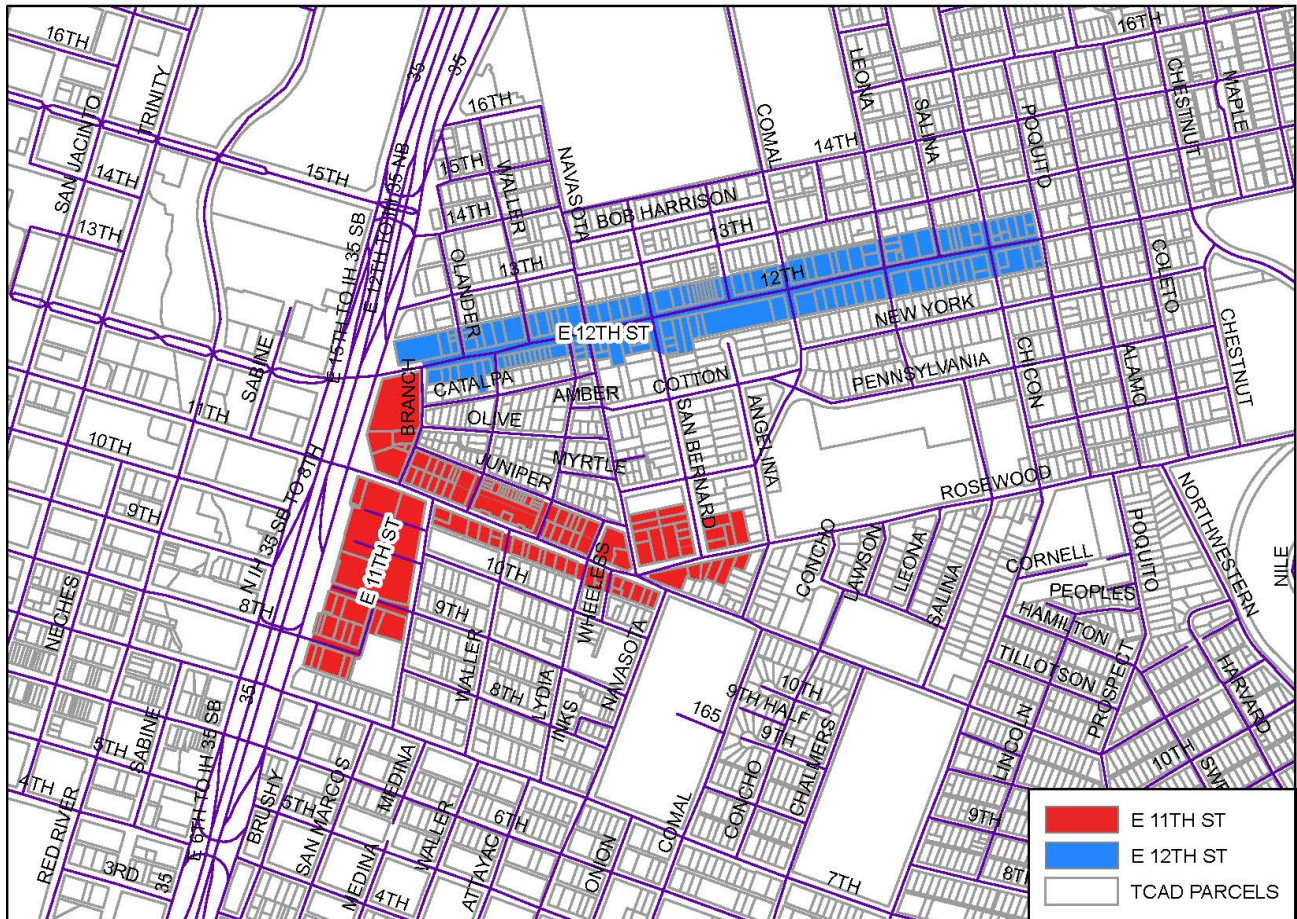 16TH
35
35
LEONA
16TH
CHESTNUT
MAPLE
SAN JACINTO
TRINITY
16TH
COMAL
SALINA
POQUITO
15TH
WALLER
NAVASOTA
14TH
14TH
15TH
13TH
14TH
BOB HARRISON
13TH
E 15TH TO IH 35 SB
OLANDER
13TH
12TH
COLETO
E 12TH ST
NEW YORK
CHESTNUT
SABINE
BRANCH
CATALPA
AMBER
COTTON
PENNSYLVANIA
CHICON
ALAMO
11TH
OLIVE
SAN BERNARD
ANGELINA
10TH
JUNIPER
MYRTLE
ROSEWOOD
N IH 35 SB TO 8TH
9TH
E 11TH ST
10TH
WHEELESS
CONCHO
LAWSON
LEONA
SALINA
CORNELL
POQUITO
NORTHWESTERN
NILE
NECHES
8TH
9TH
PEOPLES
HAMILTON
WALLER
8TH
LYDIA
INKS
NAVASOTA
TILLOTSON
PROSPECT
HARVARD
35
10TH
9TH HALF
9TH
165
SABINE
5TH
4TH
E 6TH TO IH 35 SB
MEDINA
CHALMERS
LINCOLN
10TH
RED RIVER
BRUSHY
SAN MARCOS
5TH
WALLER
6TH
COMAL
CONCHO
9TH
3RD
35
MEDINA
4TH
ATTAYAC
ONION
7TH
8TH
E 11TH ST
E 12TH ST
TCAD PARCELS